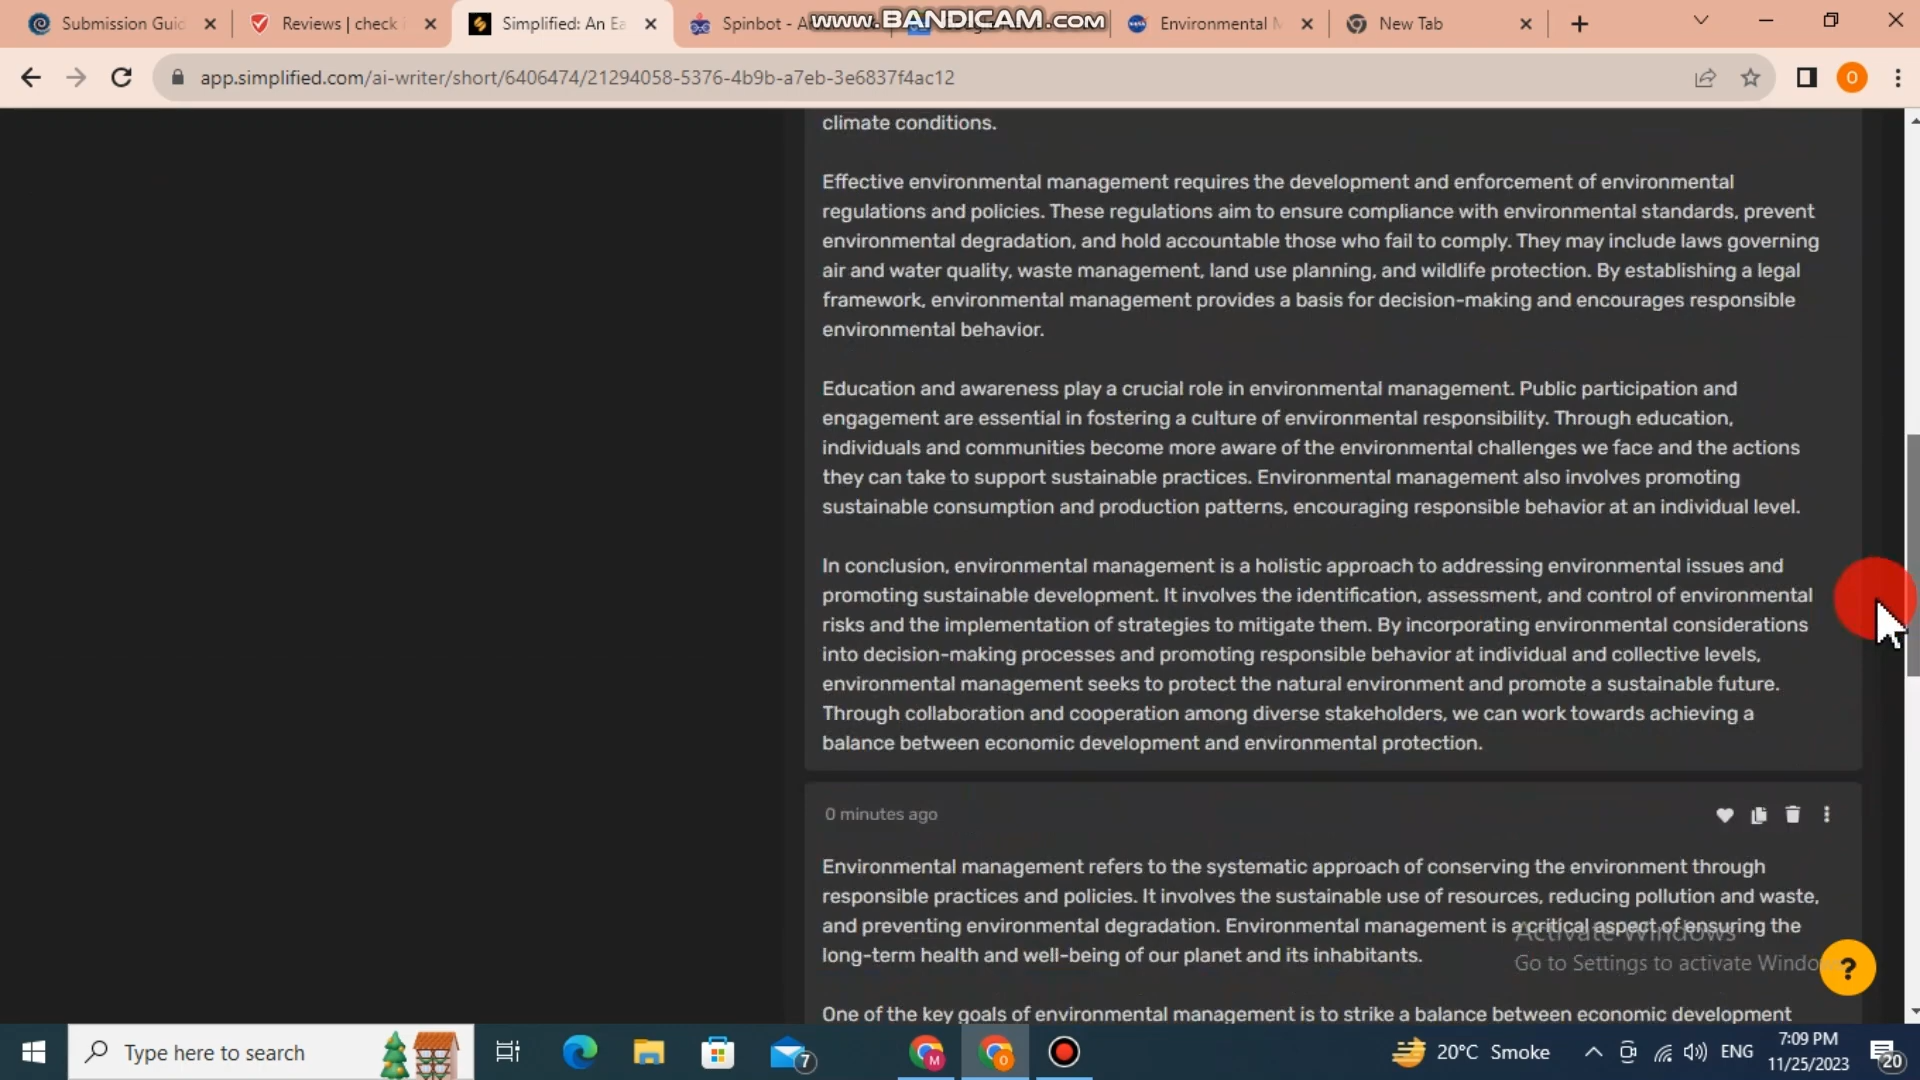 Submission Guid
Reviews | check i
Simplified: An Ea
Spinbot - A
www.BANDICAM.com
Environmental M
New Tab
app.simplified.com/ai-writer/short/6406474/21294058-5376-4b9b-a7eb-3e6837f4ac12
O
climate conditions.
Effective environmental management requires the development and enforcement of environmental
regulations and policies. These regulations aim to ensure compliance with environmental standards, prevent
environmental degradation, and hold accountable those who fail to comply. They may include laws governing
air and water quality, waste management, land use planning, and wildlife protection. By establishing a legal
framework, environmental management provides a basis for decision-making and encourages responsible
environmental behavior.
Education and awareness play a crucial role in environmental management. Public participation and
engagement are essential in fostering a culture of environmental responsibility. Through education,
individuals and communities become more aware of the environmental challenges we face and the actions
they can take to support sustainable practices. Environmental management also involves promoting
sustainable consumption and production patterns, encouraging responsible behavior at an individual level.
In conclusion, environmental management is a holistic approach to addressing environmental issues and
promoting sustainable development. It involves the identification, assessment, and control of environmental
risks and the implementation of strategies to mitigate them. By incorporating environmental considerations
into decision-making processes and promoting responsible behavior at individual and collective levels,
environmental management seeks to protect the natural environment and promote a sustainable future.
Through collaboration and cooperation among diverse stakeholders, we can work towards achieving a
balance between economic development and environmental protection.
0 minutes ago
Environmental management refers to the systematic approach of conserving the environment through
responsible practices and policies. It involves the sustainable use of resources, reducing pollution and waste,
and preventing environmental degradation. Environmental management is a critical aspect of ensuring the
long-term health and well-being of our planet and its inhabitants.
Activate Windows
Go to Settings to activate Windo
?
One of the key goals of environmental management is to strike a balance between economic development
Type here to search
7
M
O
20°C Smoke
ENG
7:09 PM
11/25/2023
20